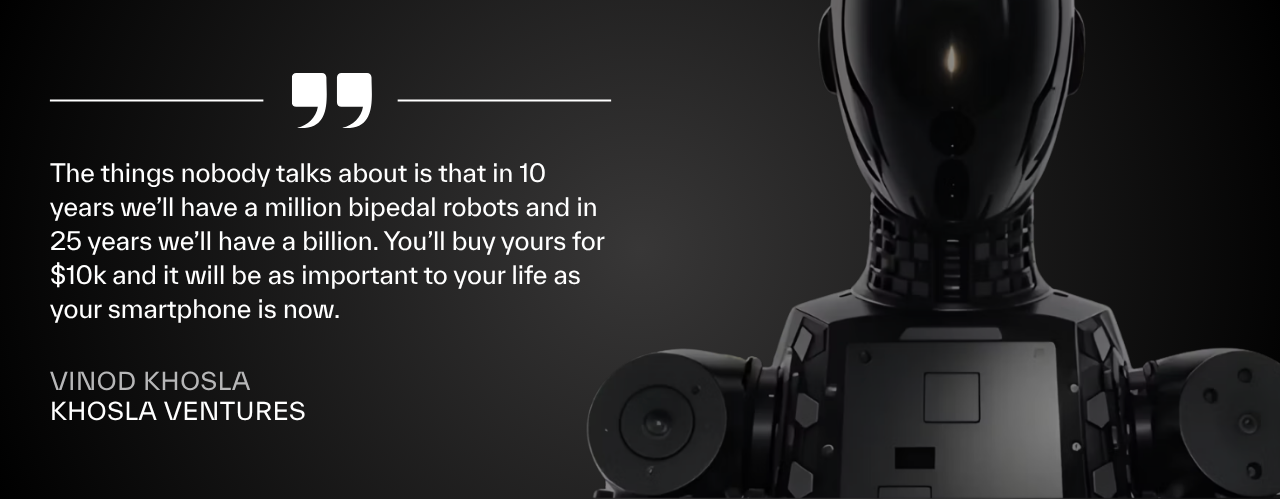 ”
The things nobody talks about is that in 10
years we’ll have a million bipedal robots and in
25 years we’ll have a billion. You’ll buy yours for
$10k and it will be as important to your life as
your smartphone is now.
VINOD KHOSLA
KHOSLA VENTURES